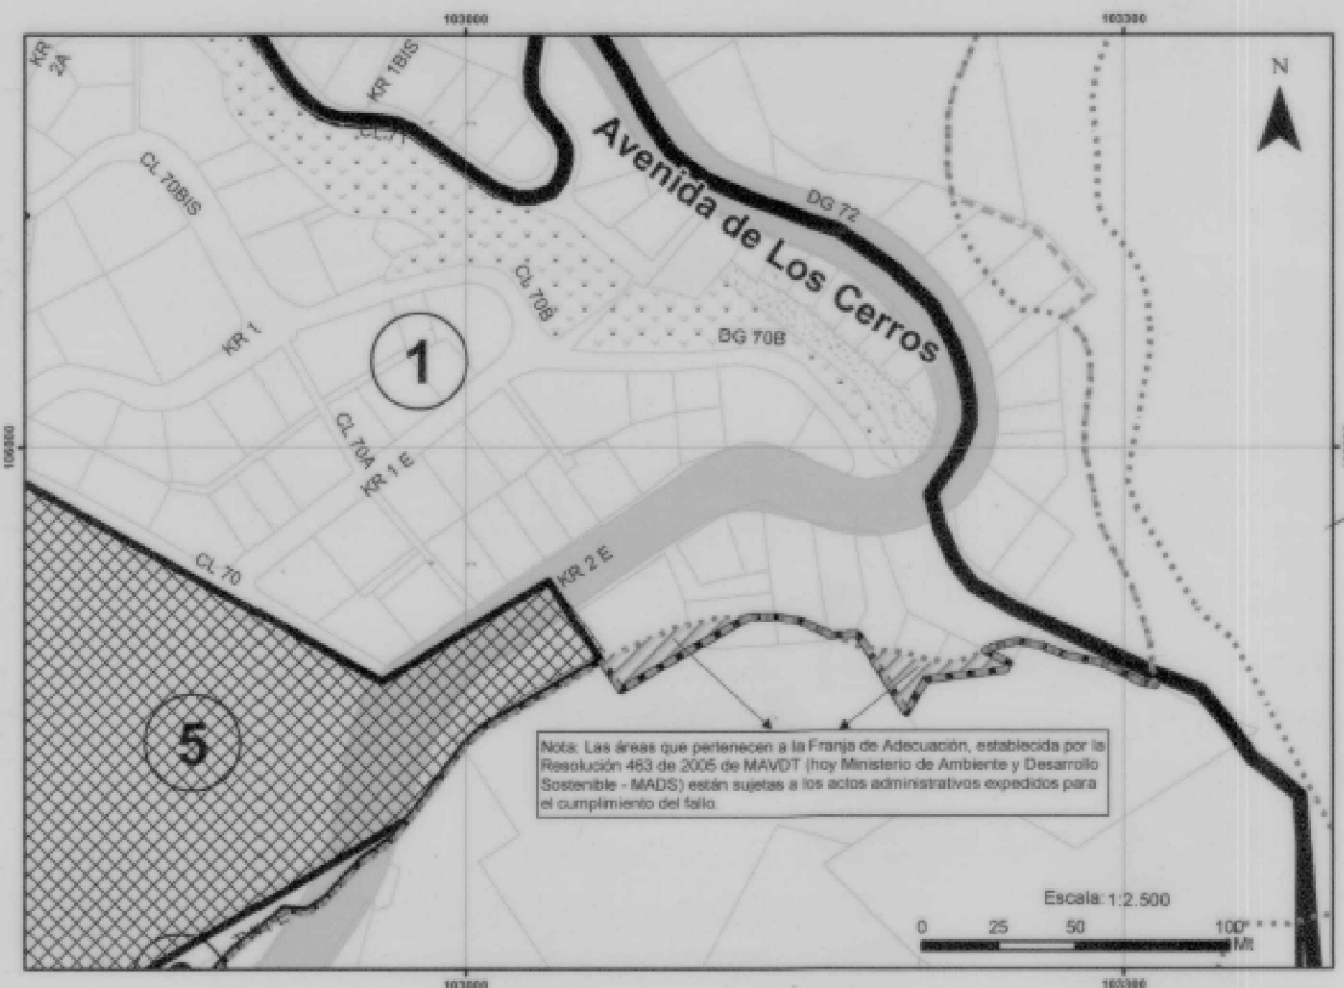 103000
103300
KR 2A
KR 1BIS
N
CL 70BIS
DG 72
Avenida de Los Cerros
CL 70B
DG 70B
KR 1
1
CL 70A
KR 1 E
106000
CL 70
KR 2 E
5
Nota: Las áreas que pertenecen a la Franja de Adecuación, establecida por la
Resolución 463 de 2005 de MAVDT (hoy Ministerio de Ambiente y Desarrollo
Sostenible - MADS) están sujetas a los actos administrativos expedidos para
el cumplimiento del fallo.
Escala: 1:2.500
0 25 50 100
Mt
103000
103300